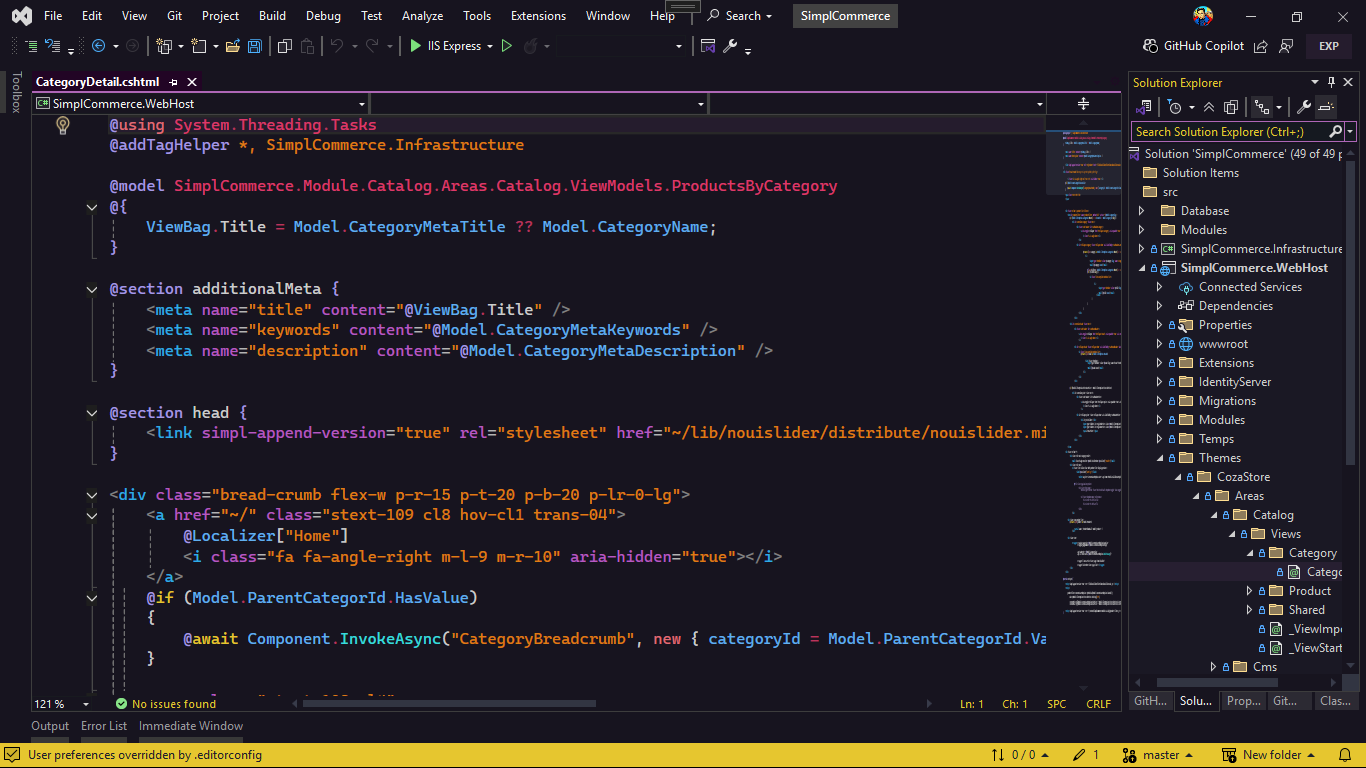 File Edit View Git Project Build Debug Test Analyze Tools Extensions Window Help Search SimplCommerce
IIS Express GitHub Copilot EXP
Toolbox
CategoryDetail.cshtml
SimplCommerce.WebHost
@using System.Threading.Tasks
@addTagHelper *, SimplCommerce.Infrastructure
@model SimplCommerce.Module.Catalog.Areas.Catalog.ViewModels.ProductsByCategory
@{
ViewBag.Title = Model.CategoryMetaTitle ?? Model.CategoryName;
}
@section additionalMeta {
<meta name="title" content="@ViewBag.Title" />
<meta name="keywords" content="@Model.CategoryMetaKeywords" />
<meta name="description" content="@Model.CategoryMetaDescription" />
}
@section head {
<link simpl-append-version="true" rel="stylesheet" href="~/lib/nouislider/distribute/nouislider.mi
}
<div class="bread-crumb flex-w p-r-15 p-t-20 p-b-20 p-lr-0-lg">
<a href="~/" class="stext-109 cl8 hov-cl1 trans-04">
@Localizer["Home"]
<i class="fa fa-angle-right m-l-9 m-r-10" aria-hidden="true"></i>
</a>
@if (Model.ParentCategorId.HasValue)
{
@await Component.InvokeAsync("CategoryBreadcrumb", new { categoryId = Model.ParentCategorId.Va
}
121 % No issues found Ln: 1 Ch: 1 SPC CRLF
Solution Explorer
Search Solution Explorer (Ctrl+;)
Solution 'SimplCommerce' (49 of 49 p
Solution Items
src
Database
Modules
SimplCommerce.Infrastructure
SimplCommerce.WebHost
Connected Services
Dependencies
Properties
wwwroot
Extensions
IdentityServer
Migrations
Modules
Temps
Themes
CozaStore
Areas
Catalog
Views
Category
Catego
Product
Shared
_ViewImpo
_ViewStart
Cms
GitH... Solu... Prop... Git... Clas...
Output Error List Immediate Window
User preferences overridden by .editorconfig 0 / 0 1 master New folder